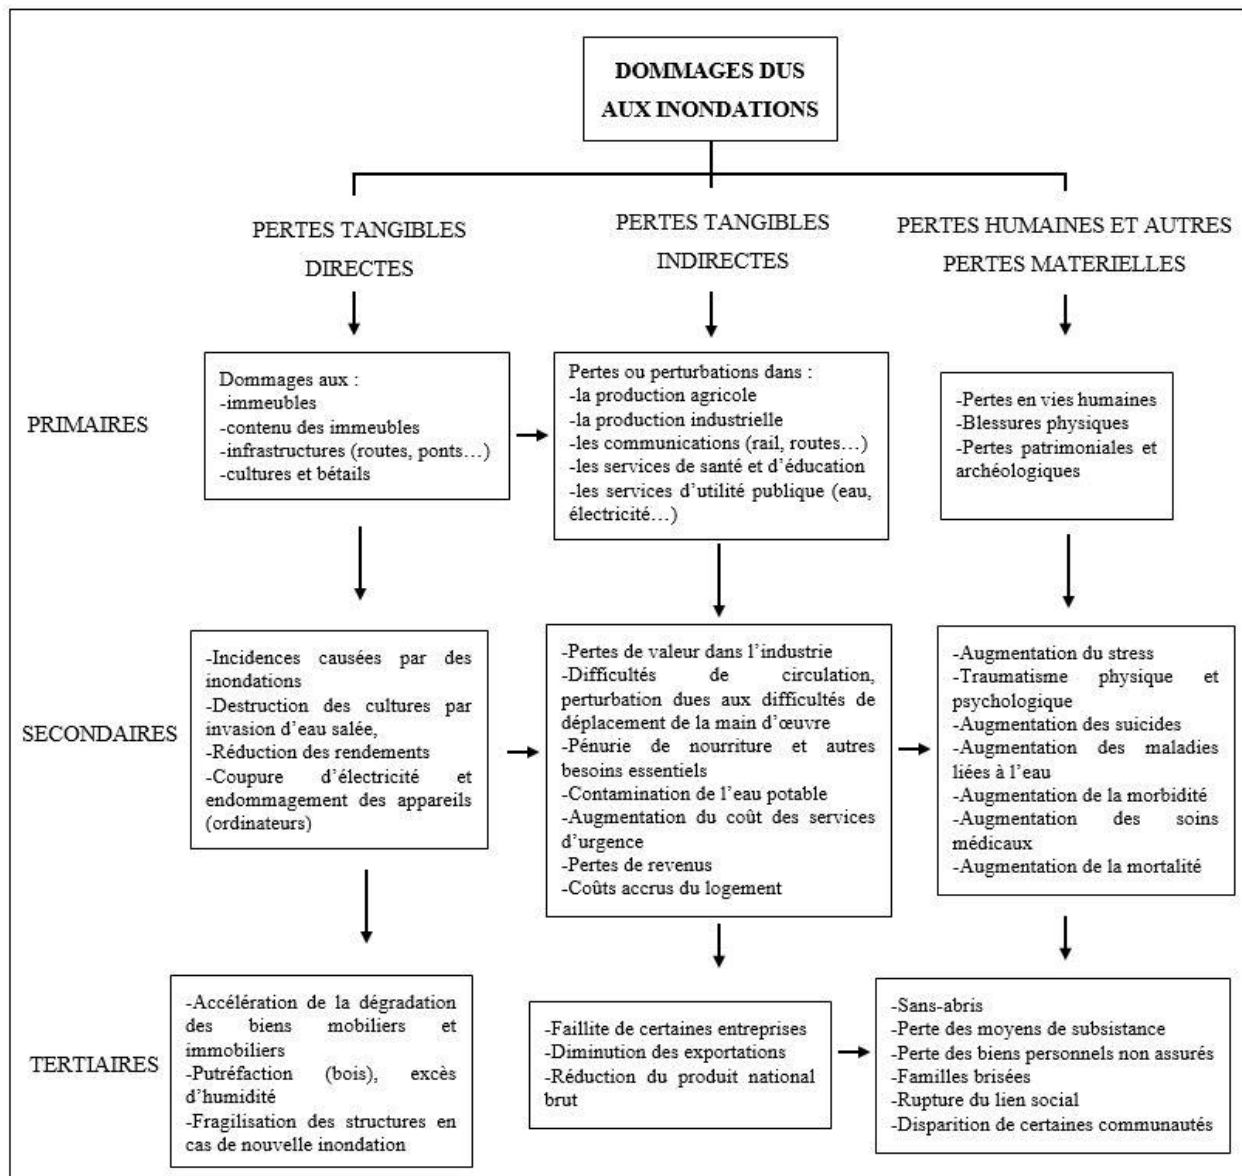 DOMMAGES DUS
AUX INONDATIONS
PERTES TANGIBLES
DIRECTES
PERTES TANGIBLES
INDIRECTES
PERTES HUMAINES ET AUTRES
PERTES MATERIELLES
PRIMAIRES
Dommages aux :
-immeubles
-contenu des immeubles
-infrastructures (routes, ponts…)
-cultures et bétails
Pertes ou perturbations dans :
-la production agricole
-la production industrielle
-les communications (rail, routes…)
-les services de santé et d’éducation
-les services d’utilité publique (eau,
électricité…)
-Pertes en vies humaines
-Blessures physiques
-Pertes patrimoniales et
archéologiques
SECONDAIRES
-Incidences causées par des
inondations
-Destruction des cultures par
invasion d’eau salée,
-Réduction des rendements
-Coupure d’électricité et
endommagement des appareils
(ordinateurs)
-Pertes de valeur dans l’industrie
-Difficultés de circulation,
perturbation dues aux difficultés de
déplacement de la main d’œuvre
-Pénurie de nourriture et autres
besoins essentiels
-Contamination de l’eau potable
-Augmentation du coût des services
d’urgence
-Pertes de revenus
-Coûts accrus du logement
-Augmentation du stress
-Traumatisme physique et
psychologique
-Augmentation des suicides
-Augmentation des maladies
liées à l’eau
-Augmentation de la morbidité
-Augmentation des soins
médicaux
-Augmentation de la mortalité
TERTIAIRES
-Accélération de la dégradation
des biens mobiliers et
immobiliers
-Putréfaction (bois), excès
d’humidité
-Fragilisation des structures en
cas de nouvelle inondation
-Faillite de certaines entreprises
-Diminution des exportations
-Réduction du produit national
brut
-Sans-abris
-Perte des moyens de subsistance
-Perte des biens personnels non assurés
-Familles brisées
-Rupture du lien social
-Disparition de certaines communautés